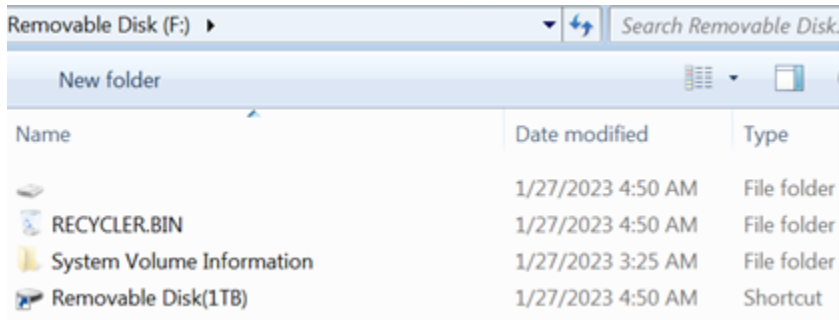 Removable Disk (F:)
Search Removable Disk.
New folder
Name Date modified Type
1/27/2023 4:50 AM File folder
RECYCLER.BIN 1/27/2023 4:50 AM File folder
System Volume Information 1/27/2023 3:25 AM File folder
Removable Disk(1TB) 1/27/2023 4:50 AM Shortcut